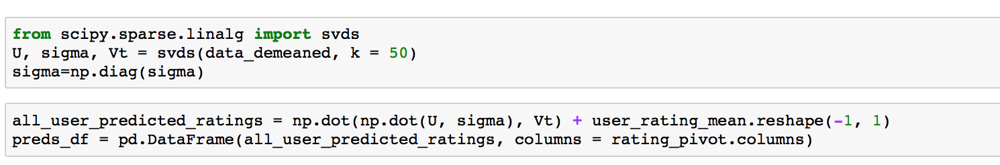 from scipy.sparse.linalg import svds
U, sigma, Vt = svds(data_demeaned, k = 50)
sigma=np.diag(sigma)
all_user_predicted_ratings = np.dot(np.dot(U, sigma), Vt) + user_rating_mean.reshape(-1, 1)
preds_df = pd.DataFrame(all_user_predicted_ratings, columns = rating_pivot.columns)